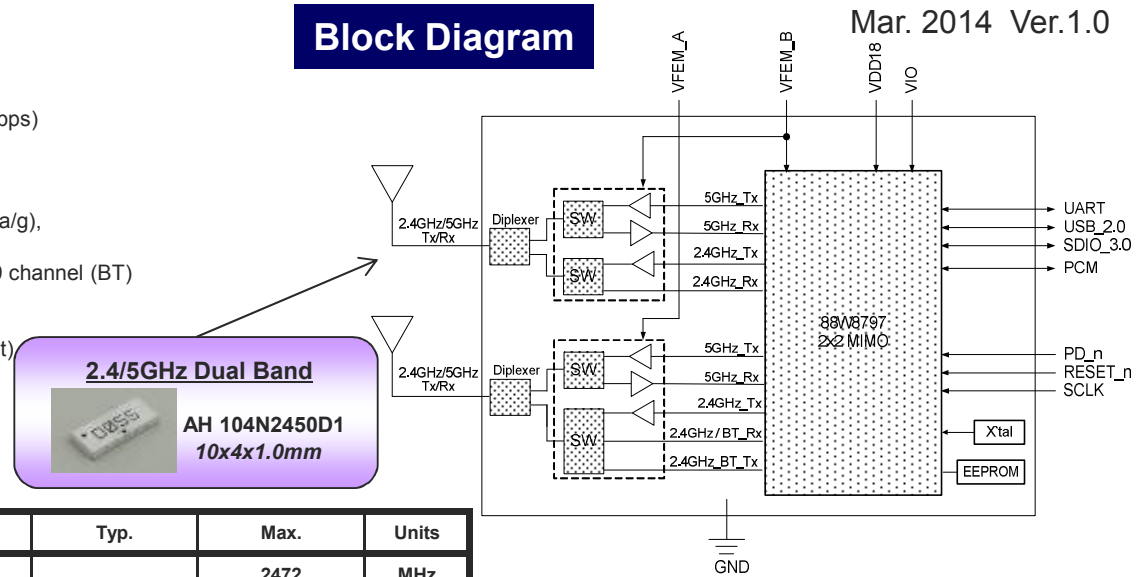 Block Diagram
Mar. 2014 Ver.1.0
VFEM_A
VFEM_B
VDD18
VIO
bps)
a/g),
channel (BT)
t)
2.4GHz/5GHz
Tx/Rx
Diplexer
SW
SW
5GHz_Tx
5GHz_Rx
2.4GHz_Tx
2.4GHz_Rx
2.4GHz/5GHz
Tx/Rx
Diplexer
SW
SW
5GHz_Tx
5GHz_Rx
2.4GHz_Tx
2.4GHz / BT_Rx
2.4GHz_BT_Tx
88W8797
2x2 MIMO
UART
USB_2.0
SDIO_3.0
PCM
PD_n
RESET_n
SCLK
X'tal
EEPROM
GND
2.4/5GHz Dual Band
AH 104N2450D1
10x4x1.0mm
Typ. Max. Units
2472 MHz